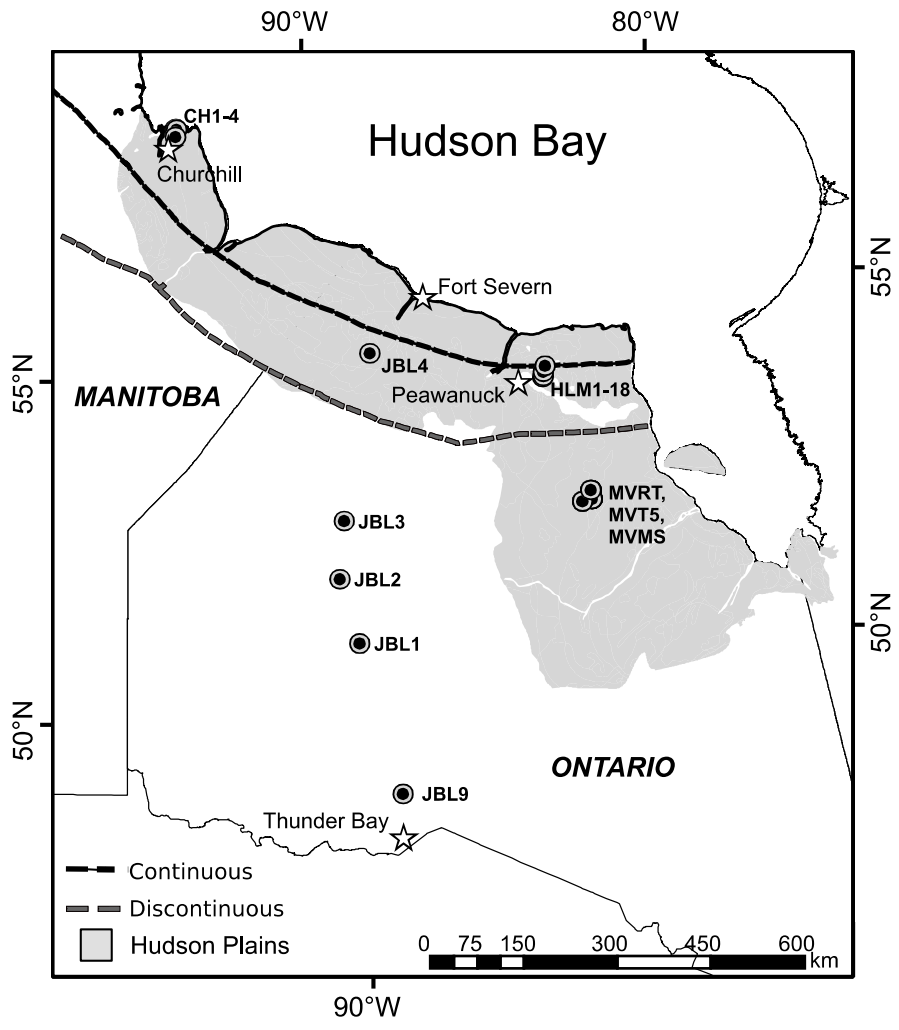 90°W
80°W
CH1-4
Hudson Bay
Churchill
55°N
Fort Severn
JBL4
55°N
MANITOBA
Peawanuck
HLM1-18
MVRT,
MVT5,
MVMS
JBL3
JBL2
JBL1
50°N
50°N
ONTARIO
JBL9
Thunder Bay
Continuous
Discontinuous
Hudson Plains
0 75 150 300 450 600
km
90°W